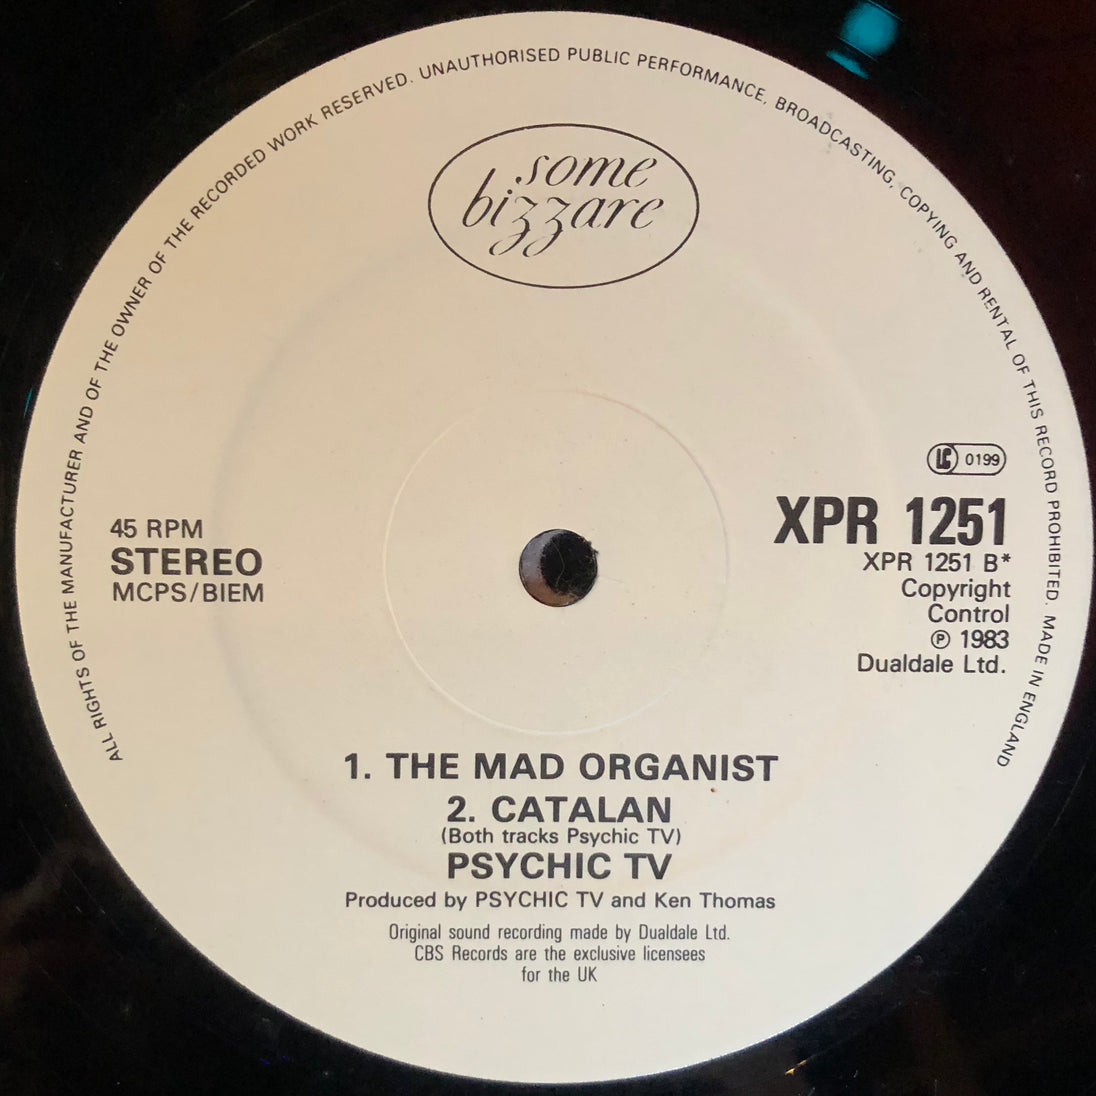 ALL RIGHTS OF THE MANUFACTURER AND OF THE OWNER OF THE RECORDED WORK RESERVED. UNAUTHORISED PUBLIC PERFORMANCE, BROADCASTING, COPYING AND RENTAL OF THIS RECORD PROHIBITED. MADE IN ENGLAND
some
bizzare
LC 0199
45 RPM
STEREO
MCPS/BIEM
XPR 1251
XPR 1251 B*
Copyright
Control
℗ 1983
Dualdale Ltd.
1. THE MAD ORGANIST
2. CATALAN
(Both tracks Psychic TV)
PSYCHIC TV
Produced by PSYCHIC TV and Ken Thomas
Original sound recording made by Dualdale Ltd.
CBS Records are the exclusive licensees
for the UK